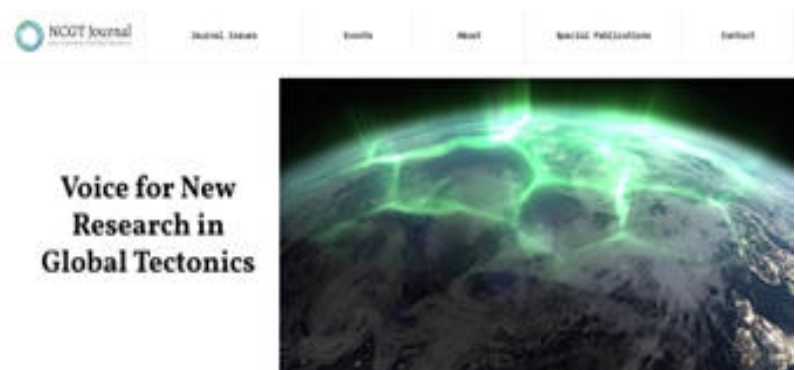 NCGT Journal
Journal Issues
Events
About
Special Publications
Contact
Voice for New
Research in
Global Tectonics